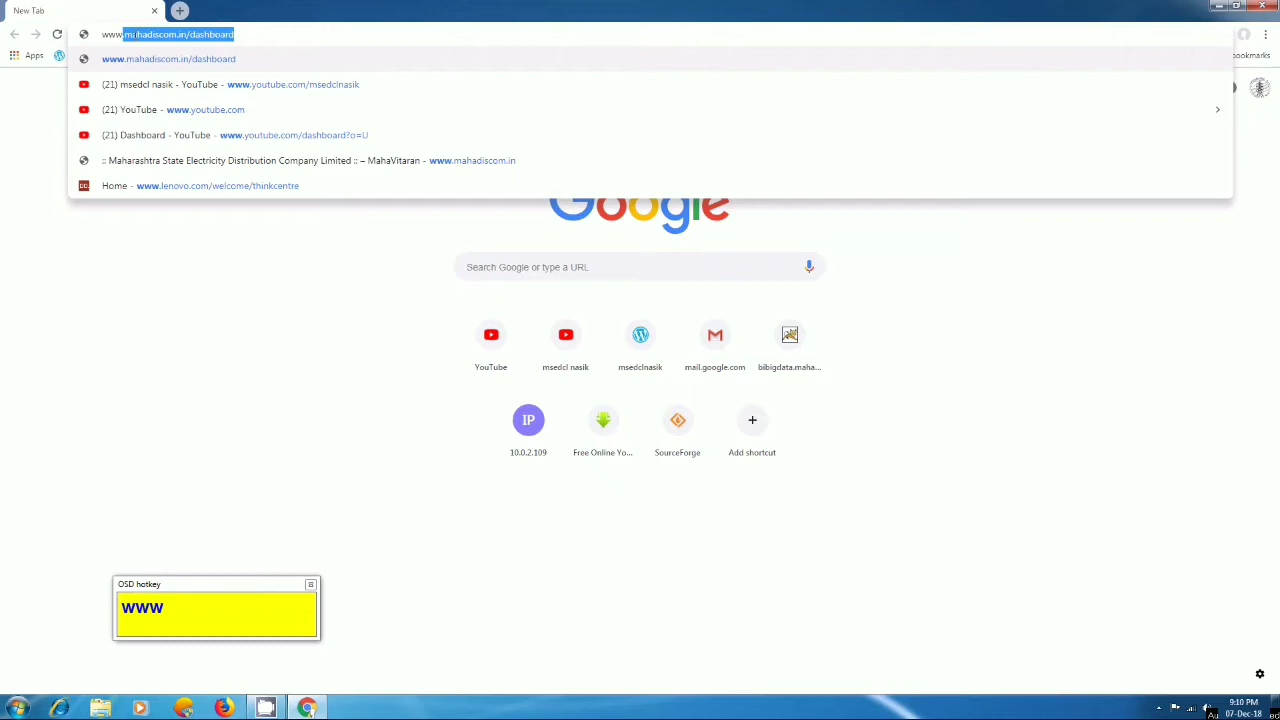 New Tab
www.mahadiscom.in/dashboard
Apps
bookmarks
www.mahadiscom.in/dashboard
(21) msedcl nasik - YouTube - www.youtube.com/msedclnasik
(21) YouTube - www.youtube.com
(21) Dashboard - YouTube - www.youtube.com/dashboard?o=U
:: Maharashtra State Electricity Distribution Company Limited :: – MahaVitaran - www.mahadiscom.in
Home - www.lenovo.com/welcome/thinkcentre
Google
Search Google or type a URL
YouTube
msedcl nasik
msedclnasik
mail.google.com
bibigdata.maha...
IP
10.0.2.109
Free Online Yo...
SourceForge
Add shortcut
OSD hotkey
www
9:10 PM
07-Dec-18